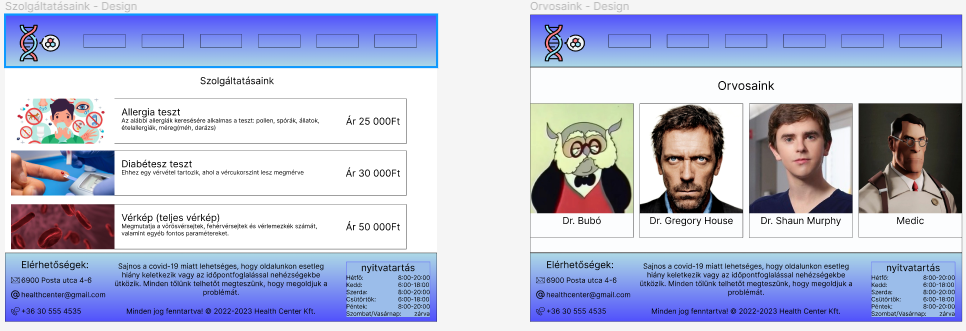 Szolgáltatásaink - Design
Szolgáltatásaink
Allergia teszt
Az alábbi allergiák keresésére alkalmas a teszt: pollen, spórák, állatok,
ételallergiák, méreg(méh, darázs)
Ár 25 000Ft
Diabétesz teszt
Ehhez egy vérvétel tartozik, ahol a vércukorszint lesz megmérve
Ár 30 000Ft
Vérkép (teljes vérkép)
Megmutatja a vörösvérsejtek, fehérvérsejtek és vérlemezkék számát,
valamint egyéb fontos paramétereket.
Ár 50 000Ft
Elérhetőségek:
6900 Posta utca 4-6
healthcenter@gmail.com
+36 30 555 4535
Sajnos a covid-19 miatt lehetséges, hogy oldalunkon esetleg
hiány keletkezik vagy az időpontfoglalással nehézségekbe
ütközik. Minden tőlünk telhetőt megteszünk, hogy megoldjuk a
problémát.
Minden jog fenntartva! @ 2022-2023 Health Center Kft.
nyitvatartás
Hétfő: 8:00-20:00
Kedd: 6:00-18:00
Szerda: 8:00-20:00
Csütörtök: 6:00-18:00
Péntek: 8:00-20:00
Szombat/Vasárnap: zárva
Orvosaink - Design
Orvosaink
Dr. Bubó
Dr. Gregory House
Dr. Shaun Murphy
Medic
Elérhetőségek:
6900 Posta utca 4-6
healthcenter@gmail.com
+36 30 555 4535
Sajnos a covid-19 miatt lehetséges, hogy oldalunkon esetleg
hiány keletkezik vagy az időpontfoglalással nehézségekbe
ütközik. Minden tőlünk telhetőt megteszünk, hogy megoldjuk a
problémát.
Minden jog fenntartva! @ 2022-2023 Health Center Kft.
nyitvatartás
Hétfő: 8:00-20:00
Kedd: 6:00-18:00
Szerda: 8:00-20:00
Csütörtök: 6:00-18:00
Péntek: 8:00-20:00
Szombat/Vasárnap: zárva